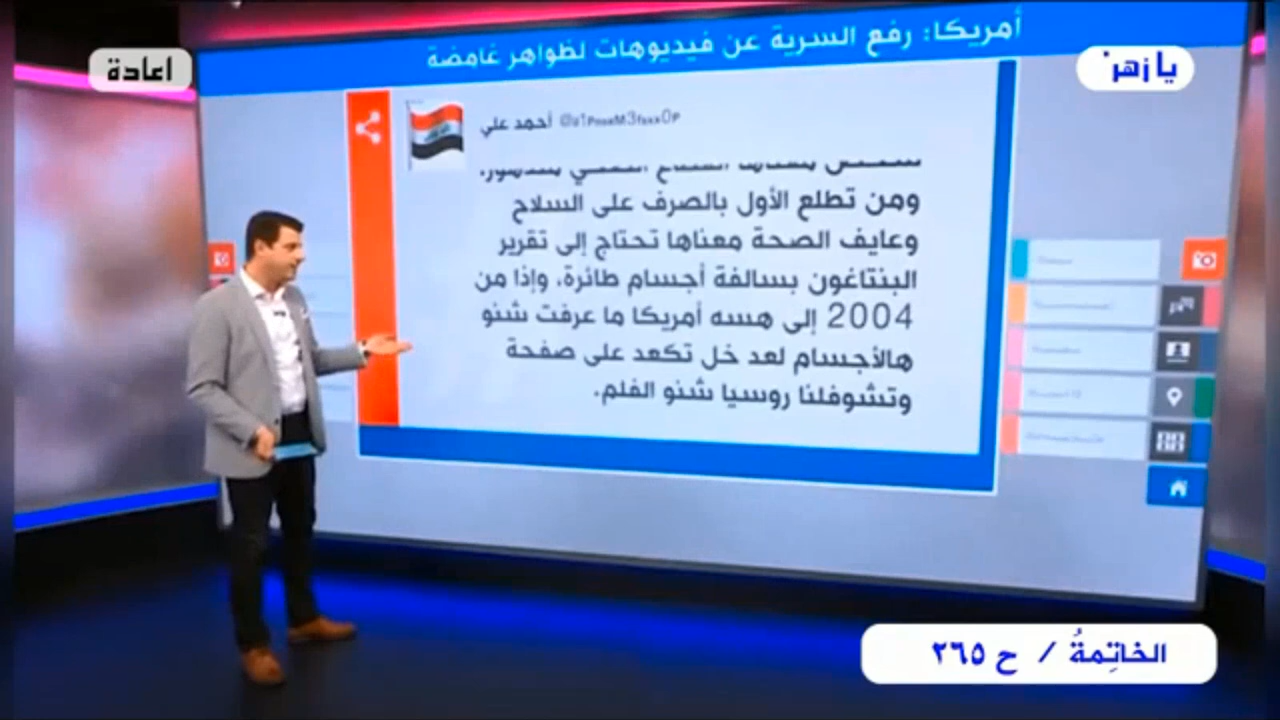 أمريكا: رفع السرية عن فيديوهات لظواهر غامضة
يا زهر
اعادة
أحمد علي
ومن تطلع الأول بالصرف على السلاح
وعايف الصحة معناها تحتاج إلى تقرير
البنتاغون بسالفة أجسام طائرة، وإذا من
2004 إلى هسه أمريكا ما عرفت شنو
هالأجسام لعد خل تكعد على صفحة
وتشوفلنا روسيا شنو الفلم.
الخاتِمةُ / ح ٢٦٥